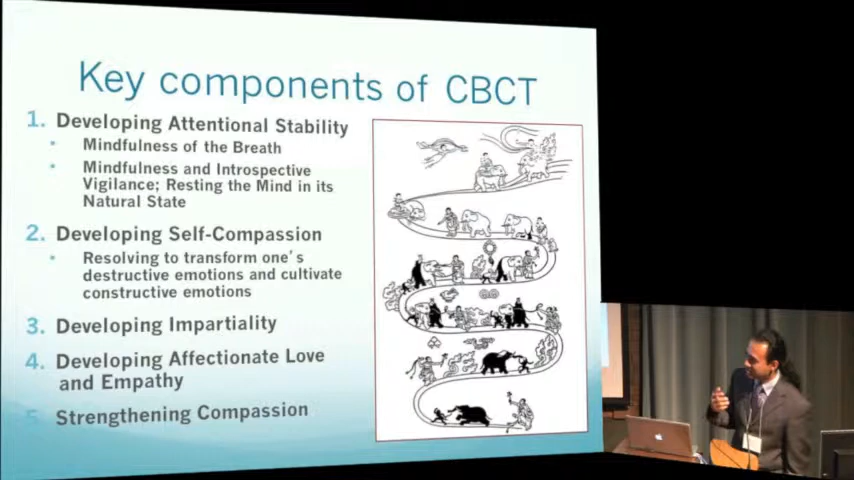 Key components of CBCT
1. Developing Attentional Stability
• Mindfulness of the Breath
• Mindfulness and Introspective
Vigilance; Resting the Mind in its
Natural State
2. Developing Self-Compassion
• Resolving to transform one's
destructive emotions and cultivate
constructive emotions
3. Developing Impartiality
4. Developing Affectionate Love
and Empathy
5. Strengthening Compassion